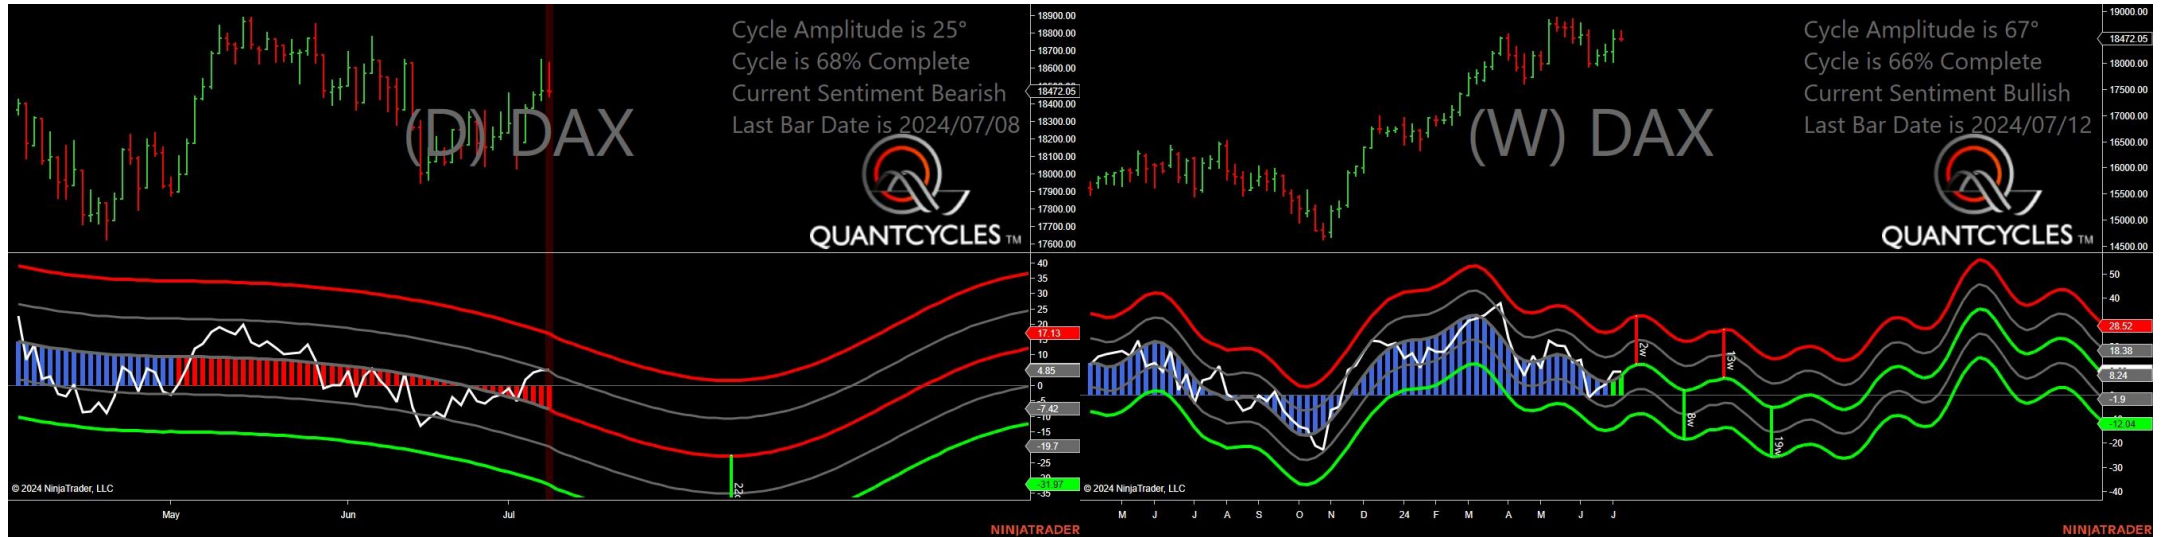 Cycle Amplitude is 25°
Cycle is 68% Complete
Current Sentiment Bearish
Last Bar Date is 2024/07/08
(D) DAX
QUANTCYCLES TM
18900.00
18800.00
18700.00
18600.00
18472.05
18400.00
18300.00
18200.00
18100.00
18000.00
17900.00
17800.00
17700.00
17600.00
40
35
30
25
20
17.13
10
4.85
0
-5
-7.42
-10
-15
-19.7
-25
-31.97
-35
© 2024 NinjaTrader, LLC
May Jun Jul
NINJATRADER
Cycle Amplitude is 67°
Cycle is 66% Complete
Current Sentiment Bullish
Last Bar Date is 2024/07/12
(W) DAX
QUANTCYCLES TM
19000.00
18472.05
18000.00
17500.00
17000.00
16500.00
16000.00
15500.00
15000.00
14500.00
50
40
28.52
18.38
8.24
-1.9
-12.04
-20
-30
-40
2w
13w
8w
19w
© 2024 NinjaTrader, LLC
M J J A S O N D 24 F M A M J J
NINJATRADER